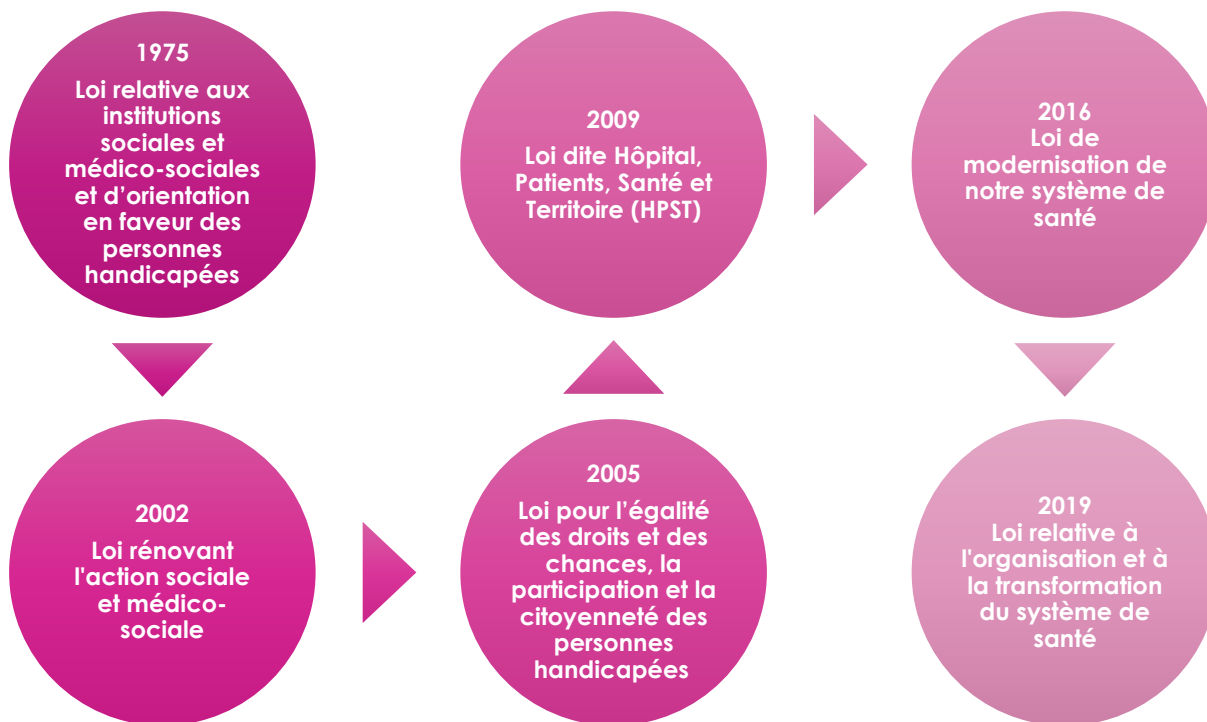 1975
Loi relative aux
institutions
sociales et
médico-sociales
et d’orientation
en faveur des
personnes
handicapées
2002
Loi rénovant
l'action sociale
et médico-
sociale
2005
Loi pour l’égalité
des droits et des
chances, la
participation et la
citoyenneté des
personnes
handicapées
2009
Loi dite Hôpital,
Patients, Santé et
Territoire (HPST)
2016
Loi de
modernisation de
notre système de
santé
2019
Loi relative à
l'organisation et à
la transformation
du système de
santé